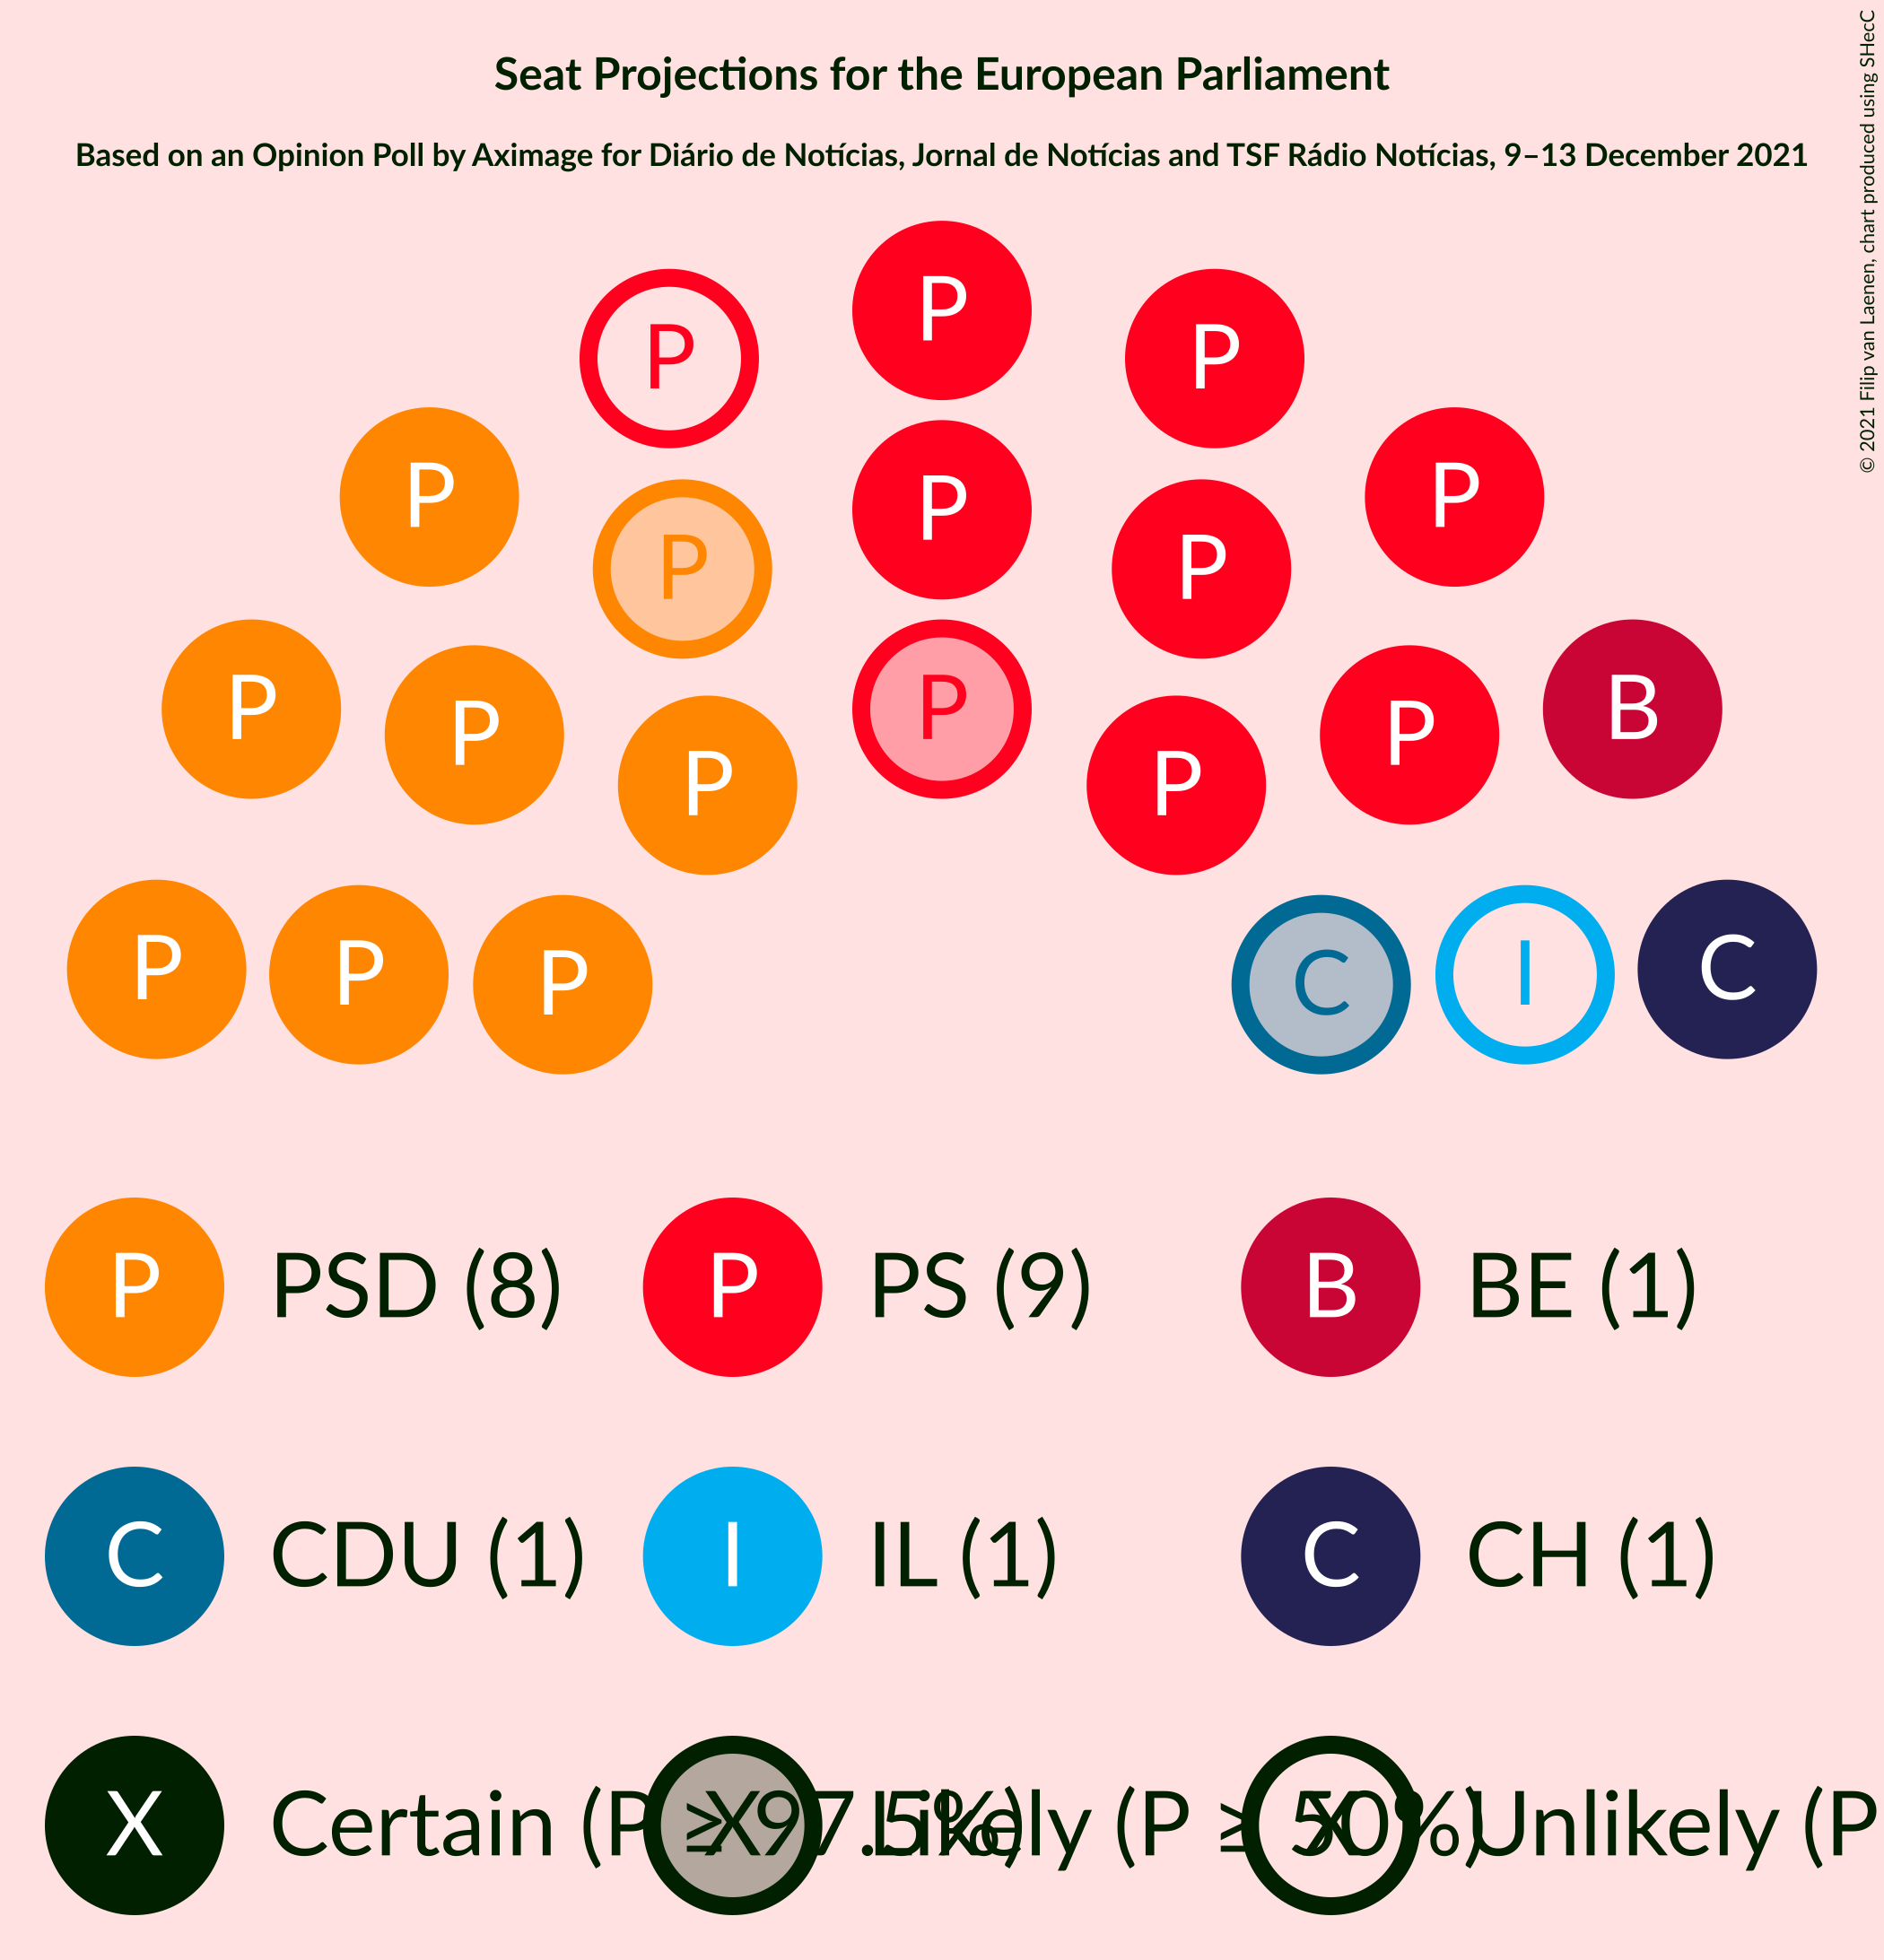 Seat Projections for the European Parliament
Based on an Opinion Poll by Aximage for Diário de Notícias, Jornal de Notícias and TSF Rádio Notícias, 9–13 December 2021
© 2021 Filip van Laenen, chart produced using SHecC
P
P P
P P
P P P
P P P P B
P P
P P
P P P C I C
P PSD (8) P PS (9) B BE (1)
C CDU (1) I IL (1) C CH (1)
X Certain (P ≥ 97.5%) X Likely (P ≥ 50%) X Unlikely (P